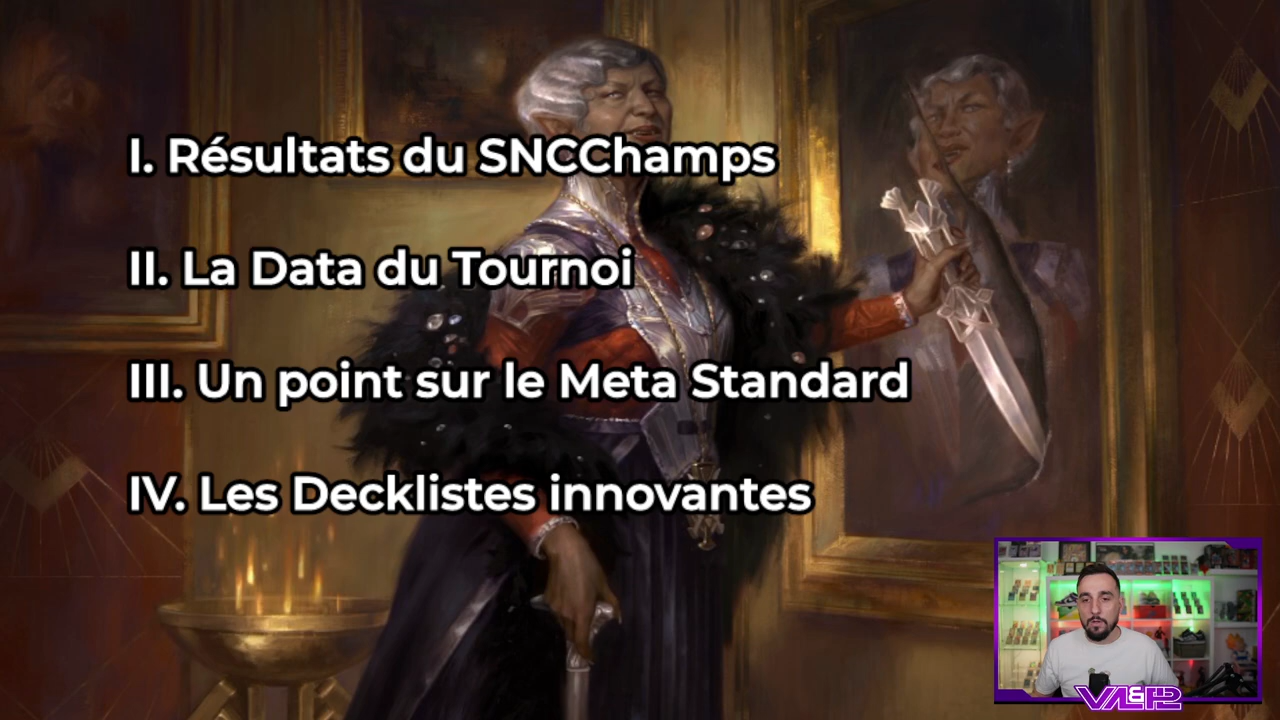 I. Résultats du SNCChamps
II. La Data du Tournoi
III. Un point sur le Meta Standard
IV. Les Decklistes innovantes